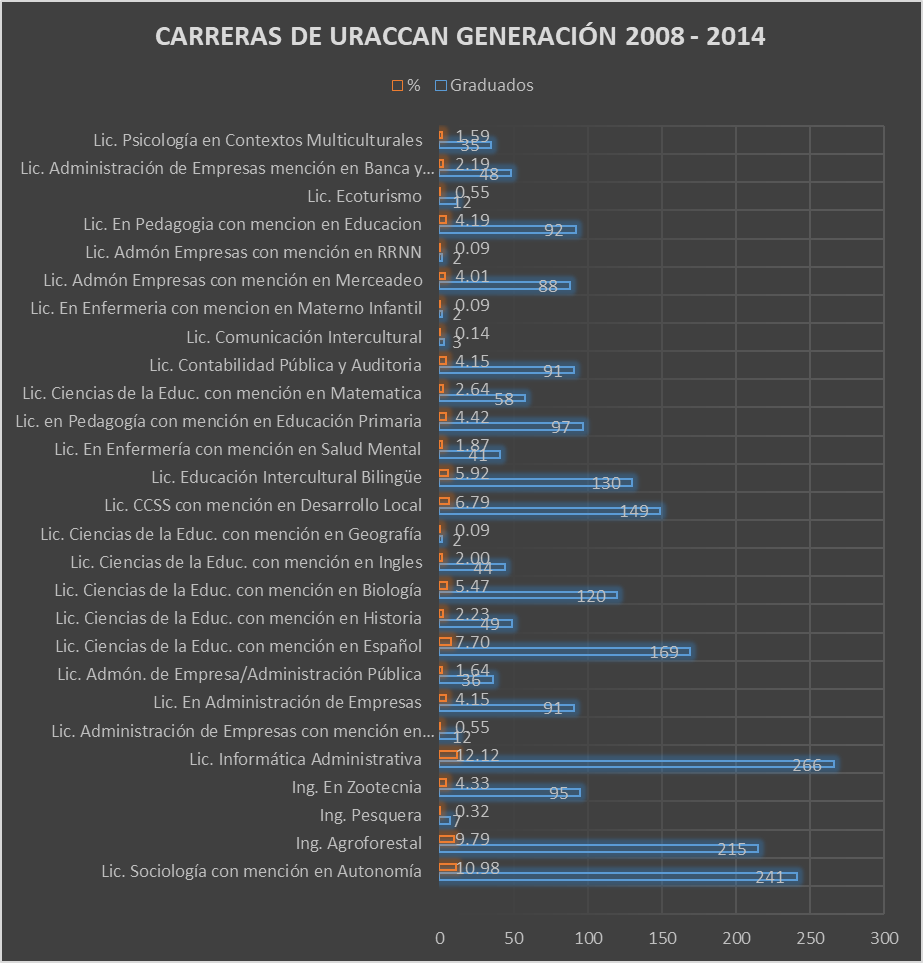 CARRERAS DE URACCAN GENERACIÓN 2008 - 2014
% Graduados
Lic. Psicología en Contextos Multiculturales 1.59 35
Lic. Administración de Empresas mención en Banca y... 2.19 48
Lic. Ecoturismo 0.55 12
Lic. En Pedagogia con mencion en Educacion 4.19 92
Lic. Admón Empresas con mención en RRNN 0.09 2
Lic. Admón Empresas con mención en Merceadeo 4.01 88
Lic. En Enfermeria con mencion en Materno Infantil 0.09 2
Lic. Comunicación Intercultural 0.14 3
Lic. Contabilidad Pública y Auditoria 4.15 91
Lic. Ciencias de la Educ. con mención en Matematica 2.64 58
Lic. en Pedagogía con mención en Educación Primaria 4.42 97
Lic. En Enfermería con mención en Salud Mental 1.87 41
Lic. Educación Intercultural Bilingüe 5.92 130
Lic. CCSS con mención en Desarrollo Local 6.79 149
Lic. Ciencias de la Educ. con mención en Geografía 0.09 2
Lic. Ciencias de la Educ. con mención en Ingles 2.00 44
Lic. Ciencias de la Educ. con mención en Biología 5.47 120
Lic. Ciencias de la Educ. con mención en Historia 2.23 49
Lic. Ciencias de la Educ. con mención en Español 7.70 169
Lic. Admón. de Empresa/Administración Pública 1.64 36
Lic. En Administración de Empresas 4.15 91
Lic. Administración de Empresas con mención en... 0.55 12
Lic. Informática Administrativa 12.12 266
Ing. En Zootecnia 4.33 95
Ing. Pesquera 0.32 7
Ing. Agroforestal 9.79 215
Lic. Sociología con mención en Autonomía 10.98 241
0 50 100 150 200 250 300